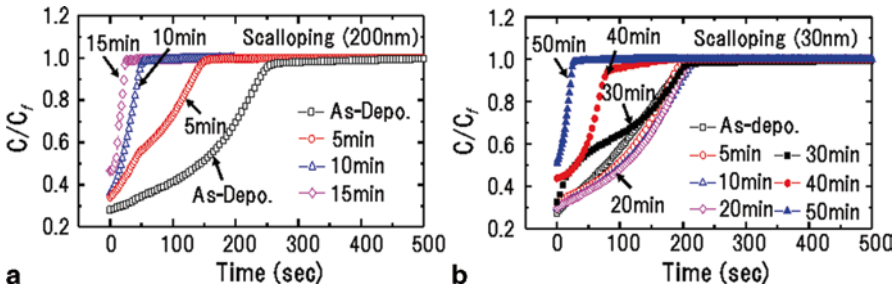 15min
10min
Scalloping (200nm)
5min
As-Depo.
As-Depo.
5min
10min
15min
C/Cf
1.0
0.8
0.6
0.4
0.2
0 100 200 300 400 500
Time (sec)
a
50min
40min
Scalloping (30nm)
30min
20min
As-depo.
5min 30min
10min 40min
20min 50min
C/Cf
1.2
1.0
0.8
0.6
0.4
0.2
0 100 200 300 400 500
Time (sec)
b